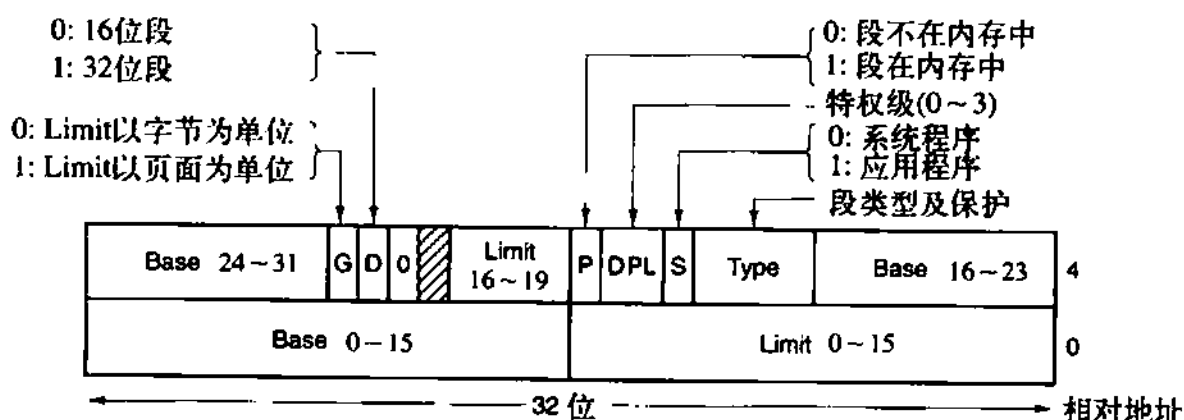 0: 16位段
1: 32位段
0: Limit以字节为单位
1: Limit以页面为单位
0: 段不在内存中
1: 段在内存中
特权级(0~3)
0: 系统程序
1: 应用程序
段类型及保护
Base 24~31 G D 0 Limit 16~19 P DPL S Type Base 16~23 4
Base 0-15 Limit 0~15 0
32位 相对地址